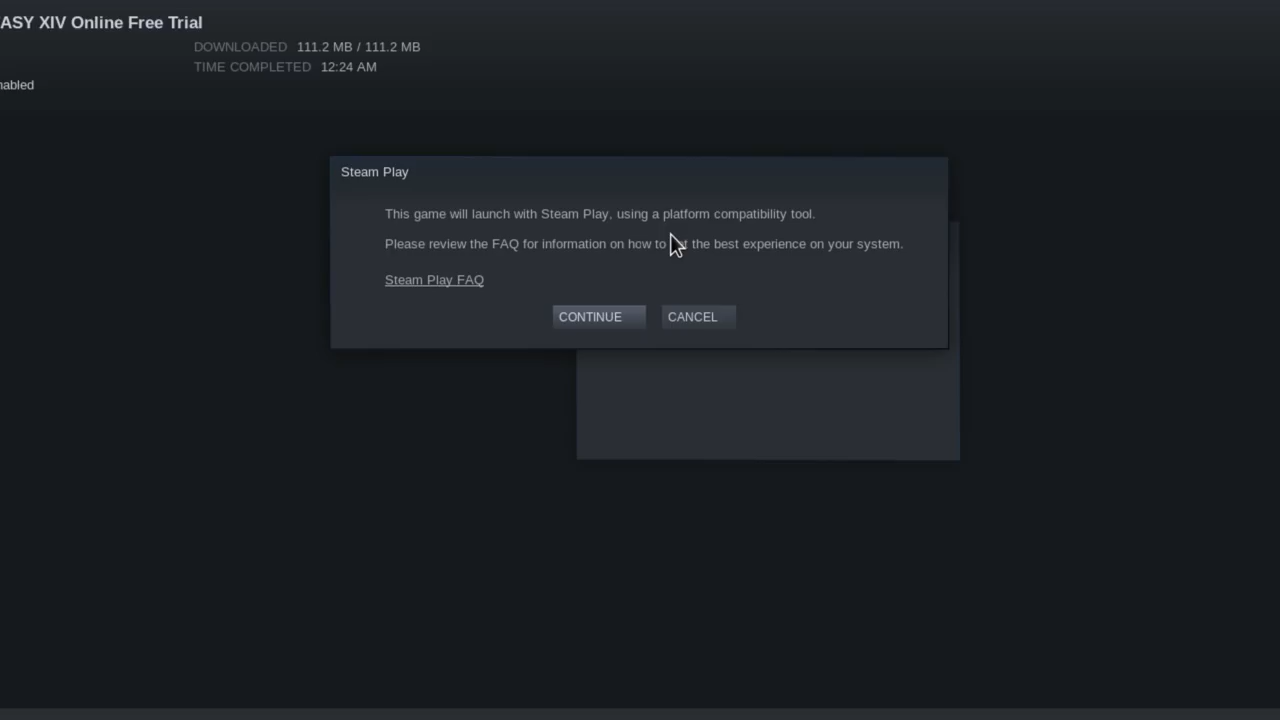 ASY XIV Online Free Trial
DOWNLOADED 111.2 MB / 111.2 MB
TIME COMPLETED 12:24 AM
nabled
Steam Play
This game will launch with Steam Play, using a platform compatibility tool.
Please review the FAQ for information on how to the best experience on your system.
Steam Play FAQ
CONTINUE CANCEL